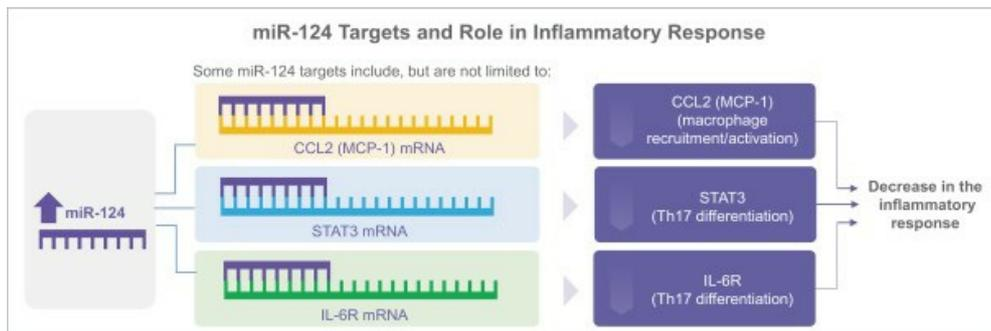 miR-124 Targets and Role in Inflammatory Response
Some miR-124 targets include, but are not limited to:
miR-124
CCL2 (MCP-1) mRNA
STAT3 mRNA
IL-6R mRNA
CCL2 (MCP-1)
(macrophage
recruitment/activation)
STAT3
(Th17 differentiation)
IL-6R
(Th17 differentiation)
Decrease in the
inflammatory
response